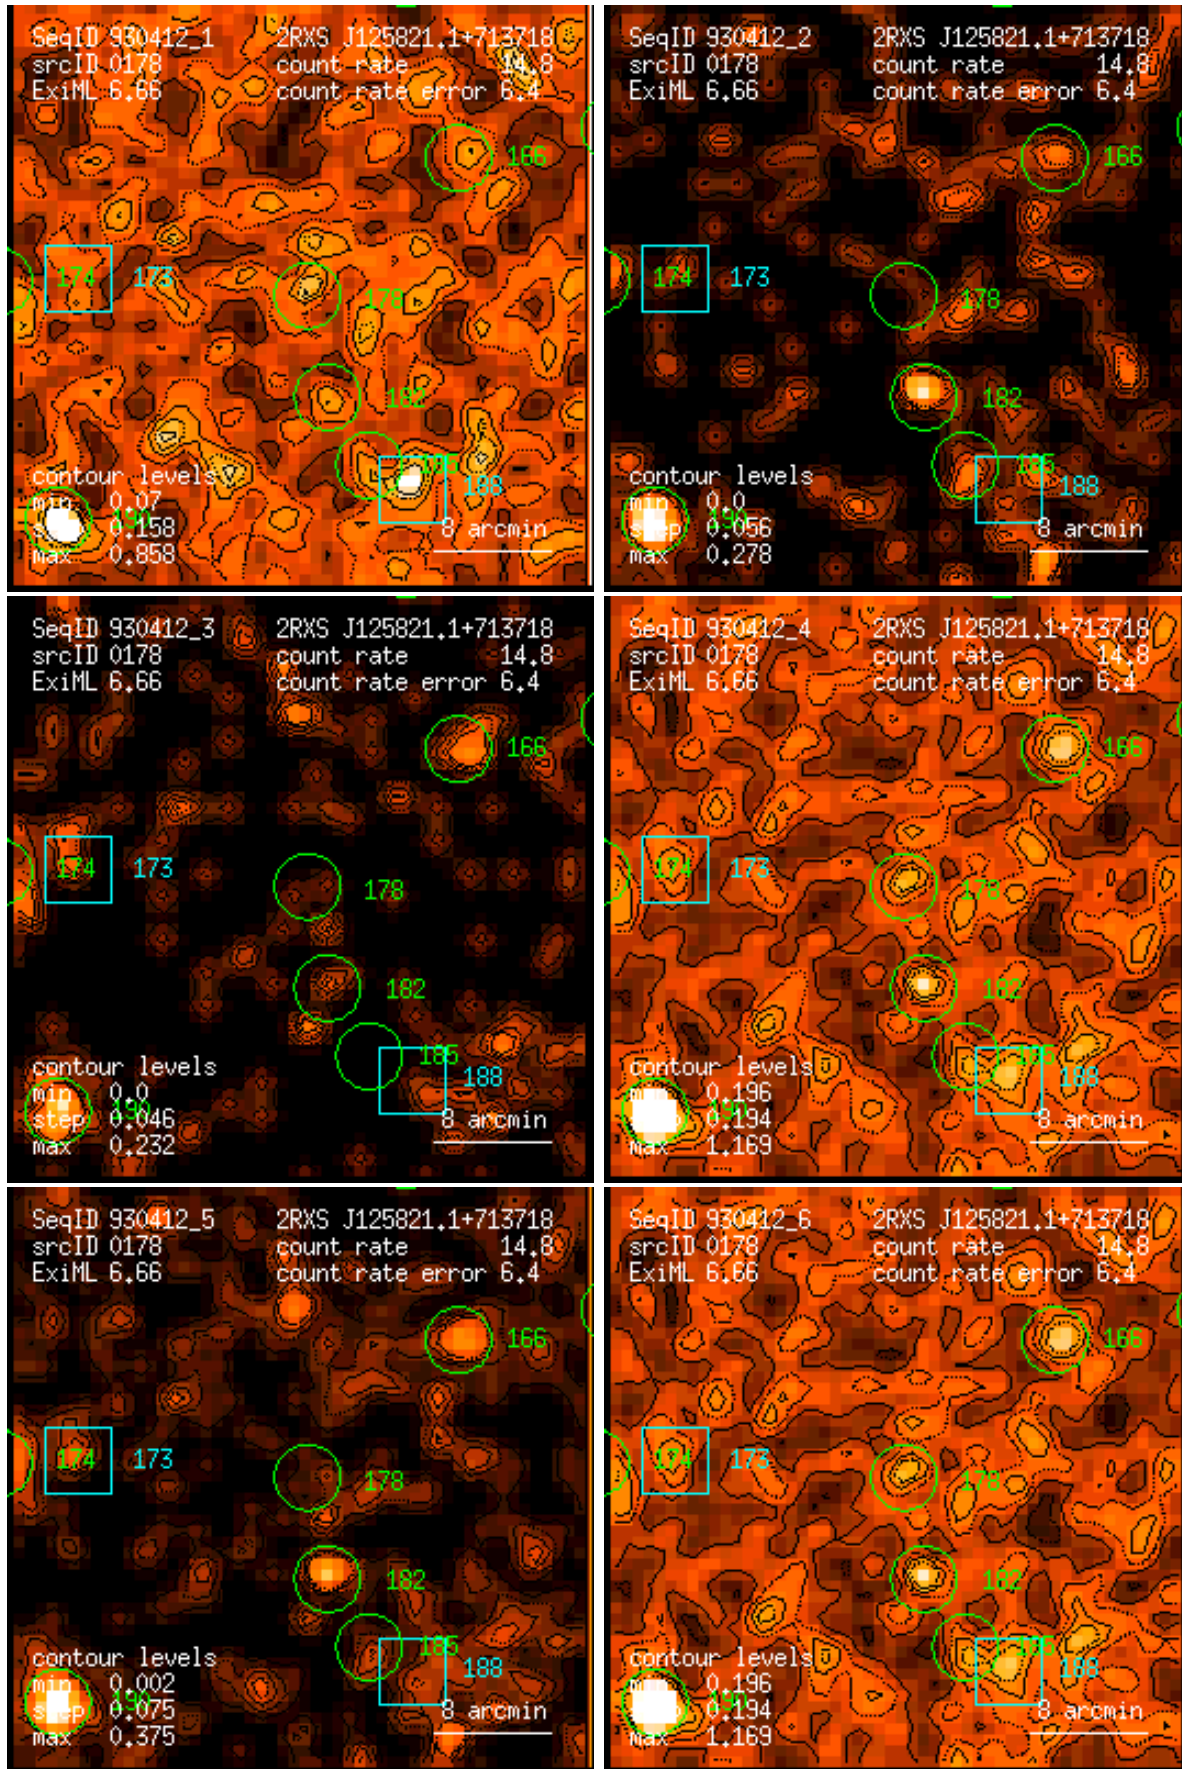 SeqID 930412_1 2RXS J125821.1+713718
srcID 0178 count rate 14.8
ExiML 6.66 count rate error 6.4
166
174 173
178
182
185
contour levels
188
min 0.07
step 0.158 8 arcmin
190
max 0.858
SeqID 930412_2 2RXS J125821.1+713718
srcID 0178 count rate 14.8
ExiML 6.66 count rate error 6.4
166
174 173
178
182
185
contour levels
188
min 0.0
step 0.056 8 arcmin
190
max 0.278
SeqID 930412_3 2RXS J125821.1+713718
srcID 0178 count rate 14.8
ExiML 6.66 count rate error 6.4
166
174 173
178
182
185
contour levels
188
min 0.0
step 0.046 8 arcmin
190
max 0.232
SeqID 930412_4 2RXS J125821.1+713718
srcID 0178 count rate 14.8
ExiML 6.66 count rate error 6.4
166
174 173
178
182
185
contour levels
188
min 0.196
step 0.194 8 arcmin
190
max 1.169
SeqID 930412_5 2RXS J125821.1+713718
srcID 0178 count rate 14.8
ExiML 6.66 count rate error 6.4
166
174 173
178
182
185
contour levels
188
min 0.002
step 0.075 8 arcmin
190
max 0.375
SeqID 930412_6 2RXS J125821.1+713718
srcID 0178 count rate 14.8
ExiML 6.66 count rate error 6.4
166
174 173
178
182
185
contour levels
188
min 0.196
step 0.194 8 arcmin
190
max 1.169